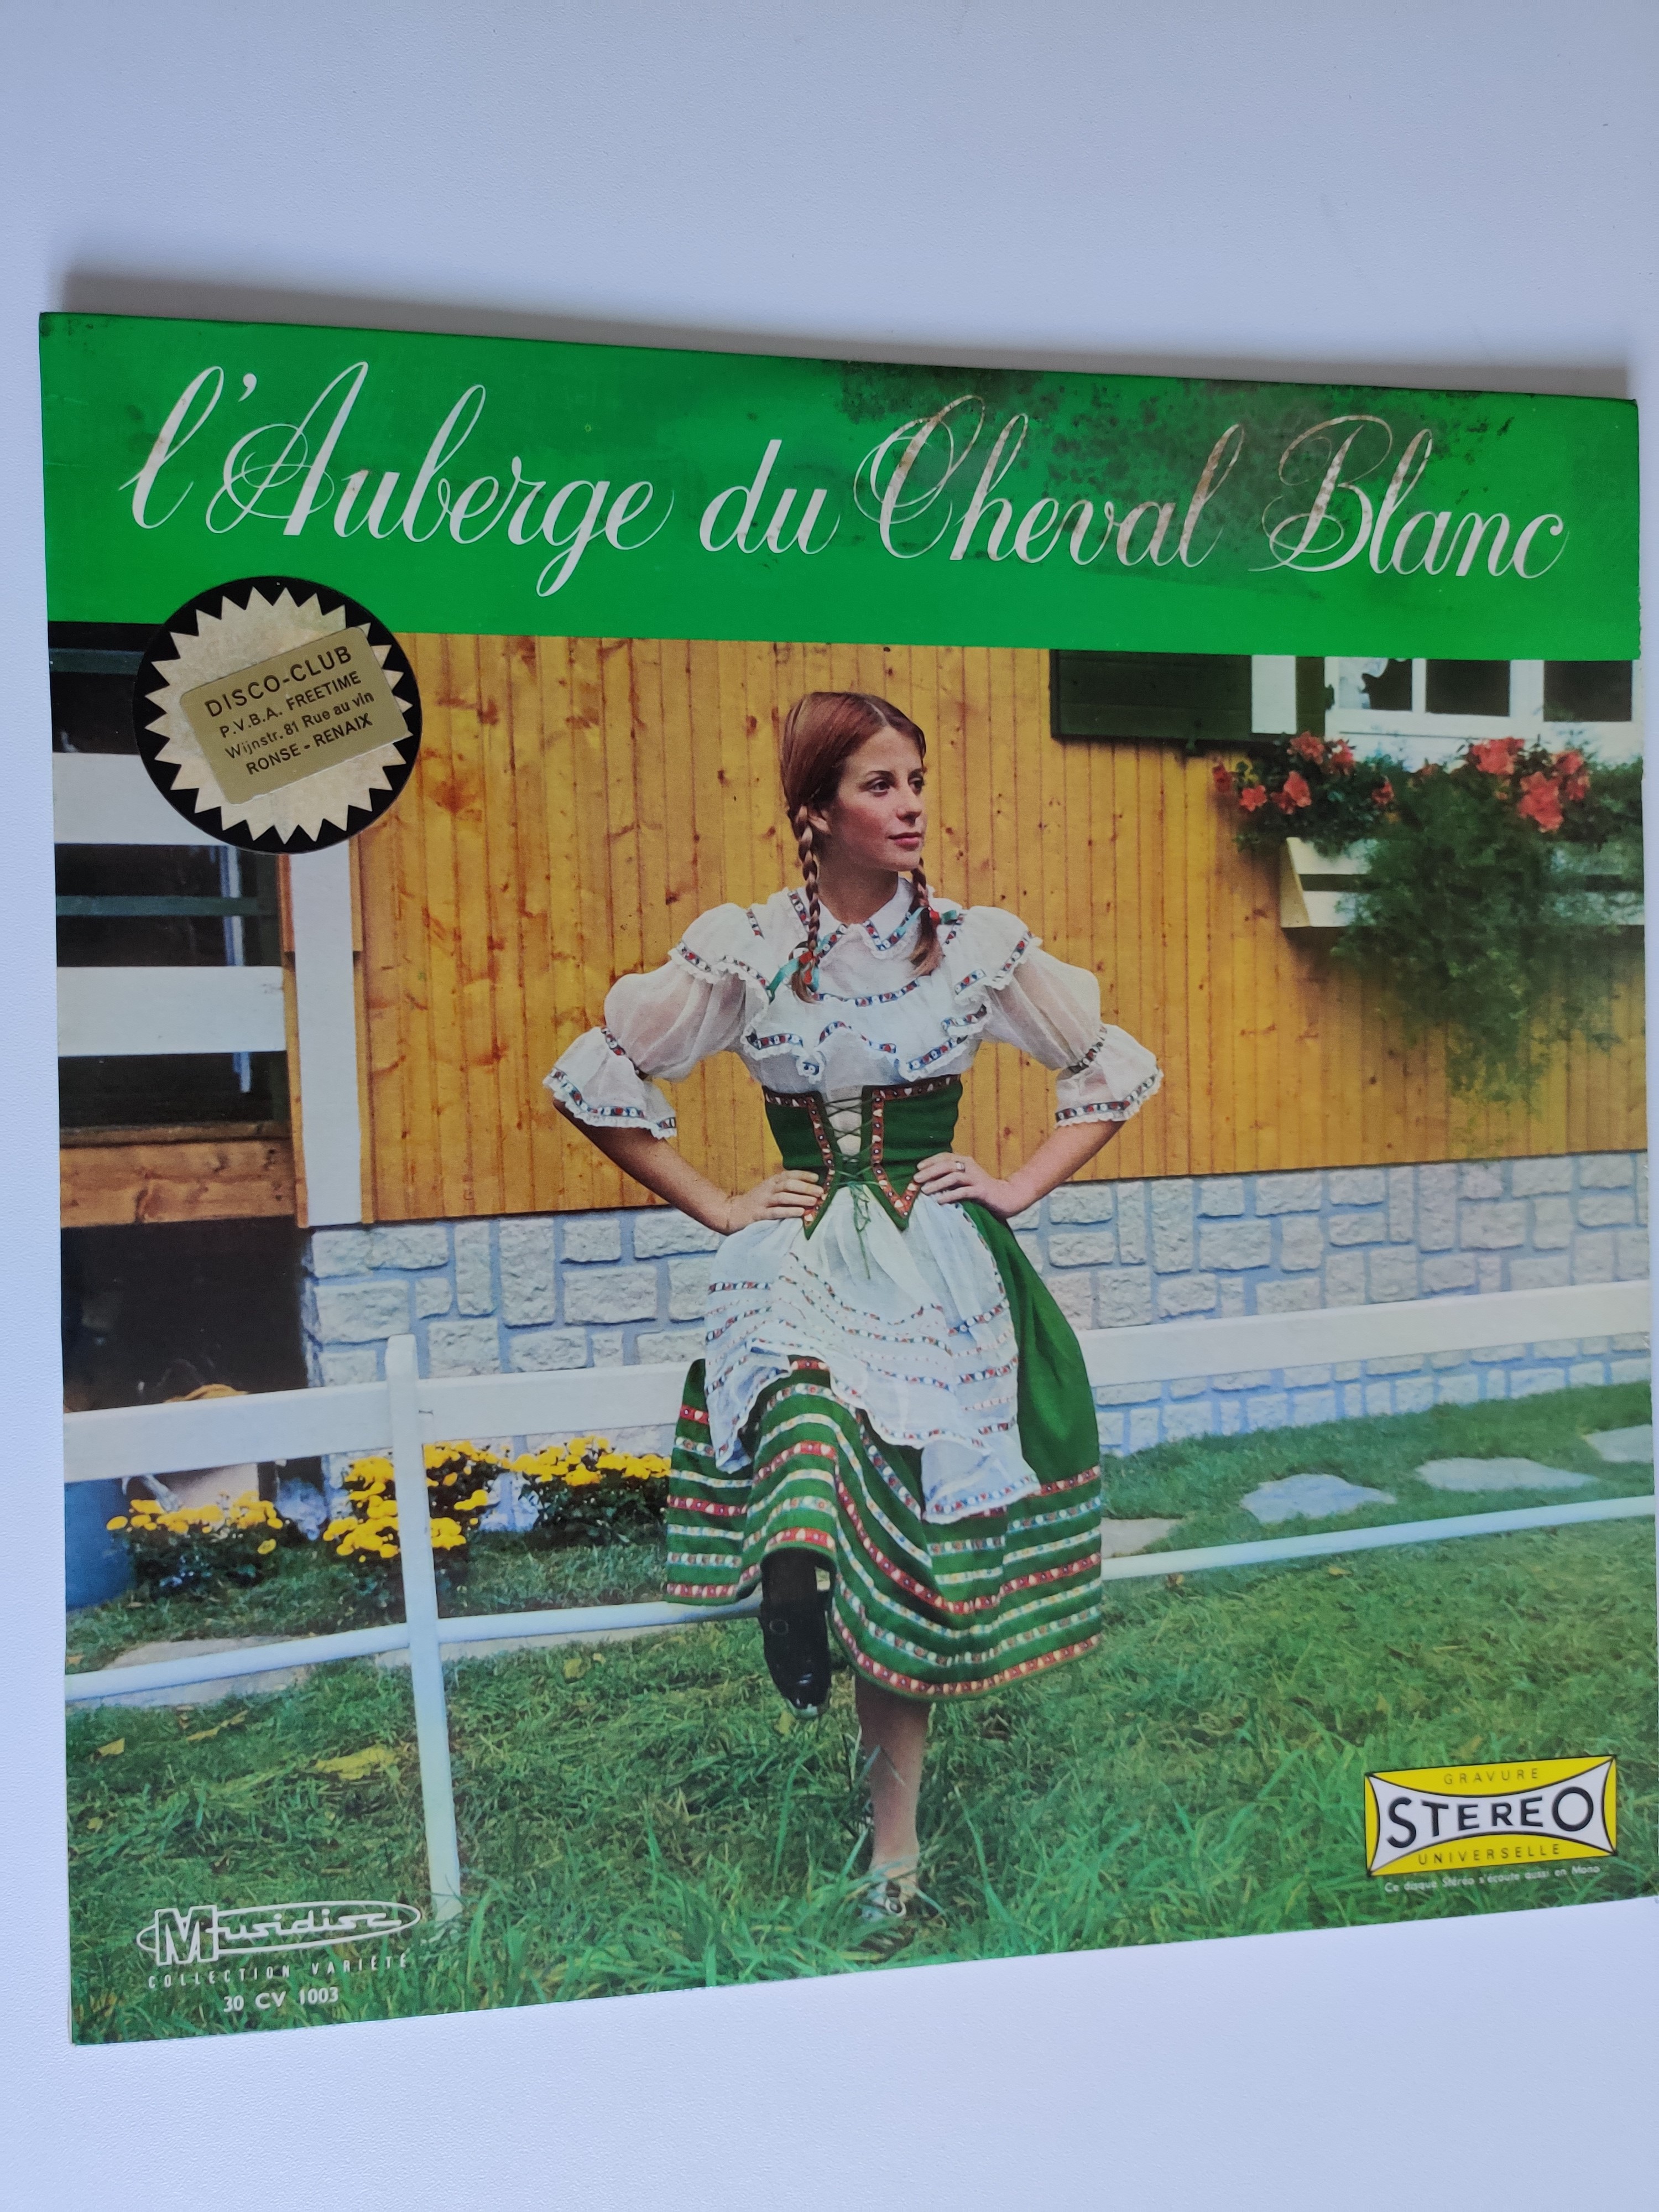 l'Auberge du Cheval Blanc
DISCO-CLUB
P.V.B.A. FREETIME
Wijnstr. 81 Rue au vin
RONSE - RENAIX
GRAVURE
STEREO
UNIVERSELLE
Ce disque Stéréo s'écoute aussi en Mono
Musidisc
COLLECTION VARIÉTÉ
30 CV 1003